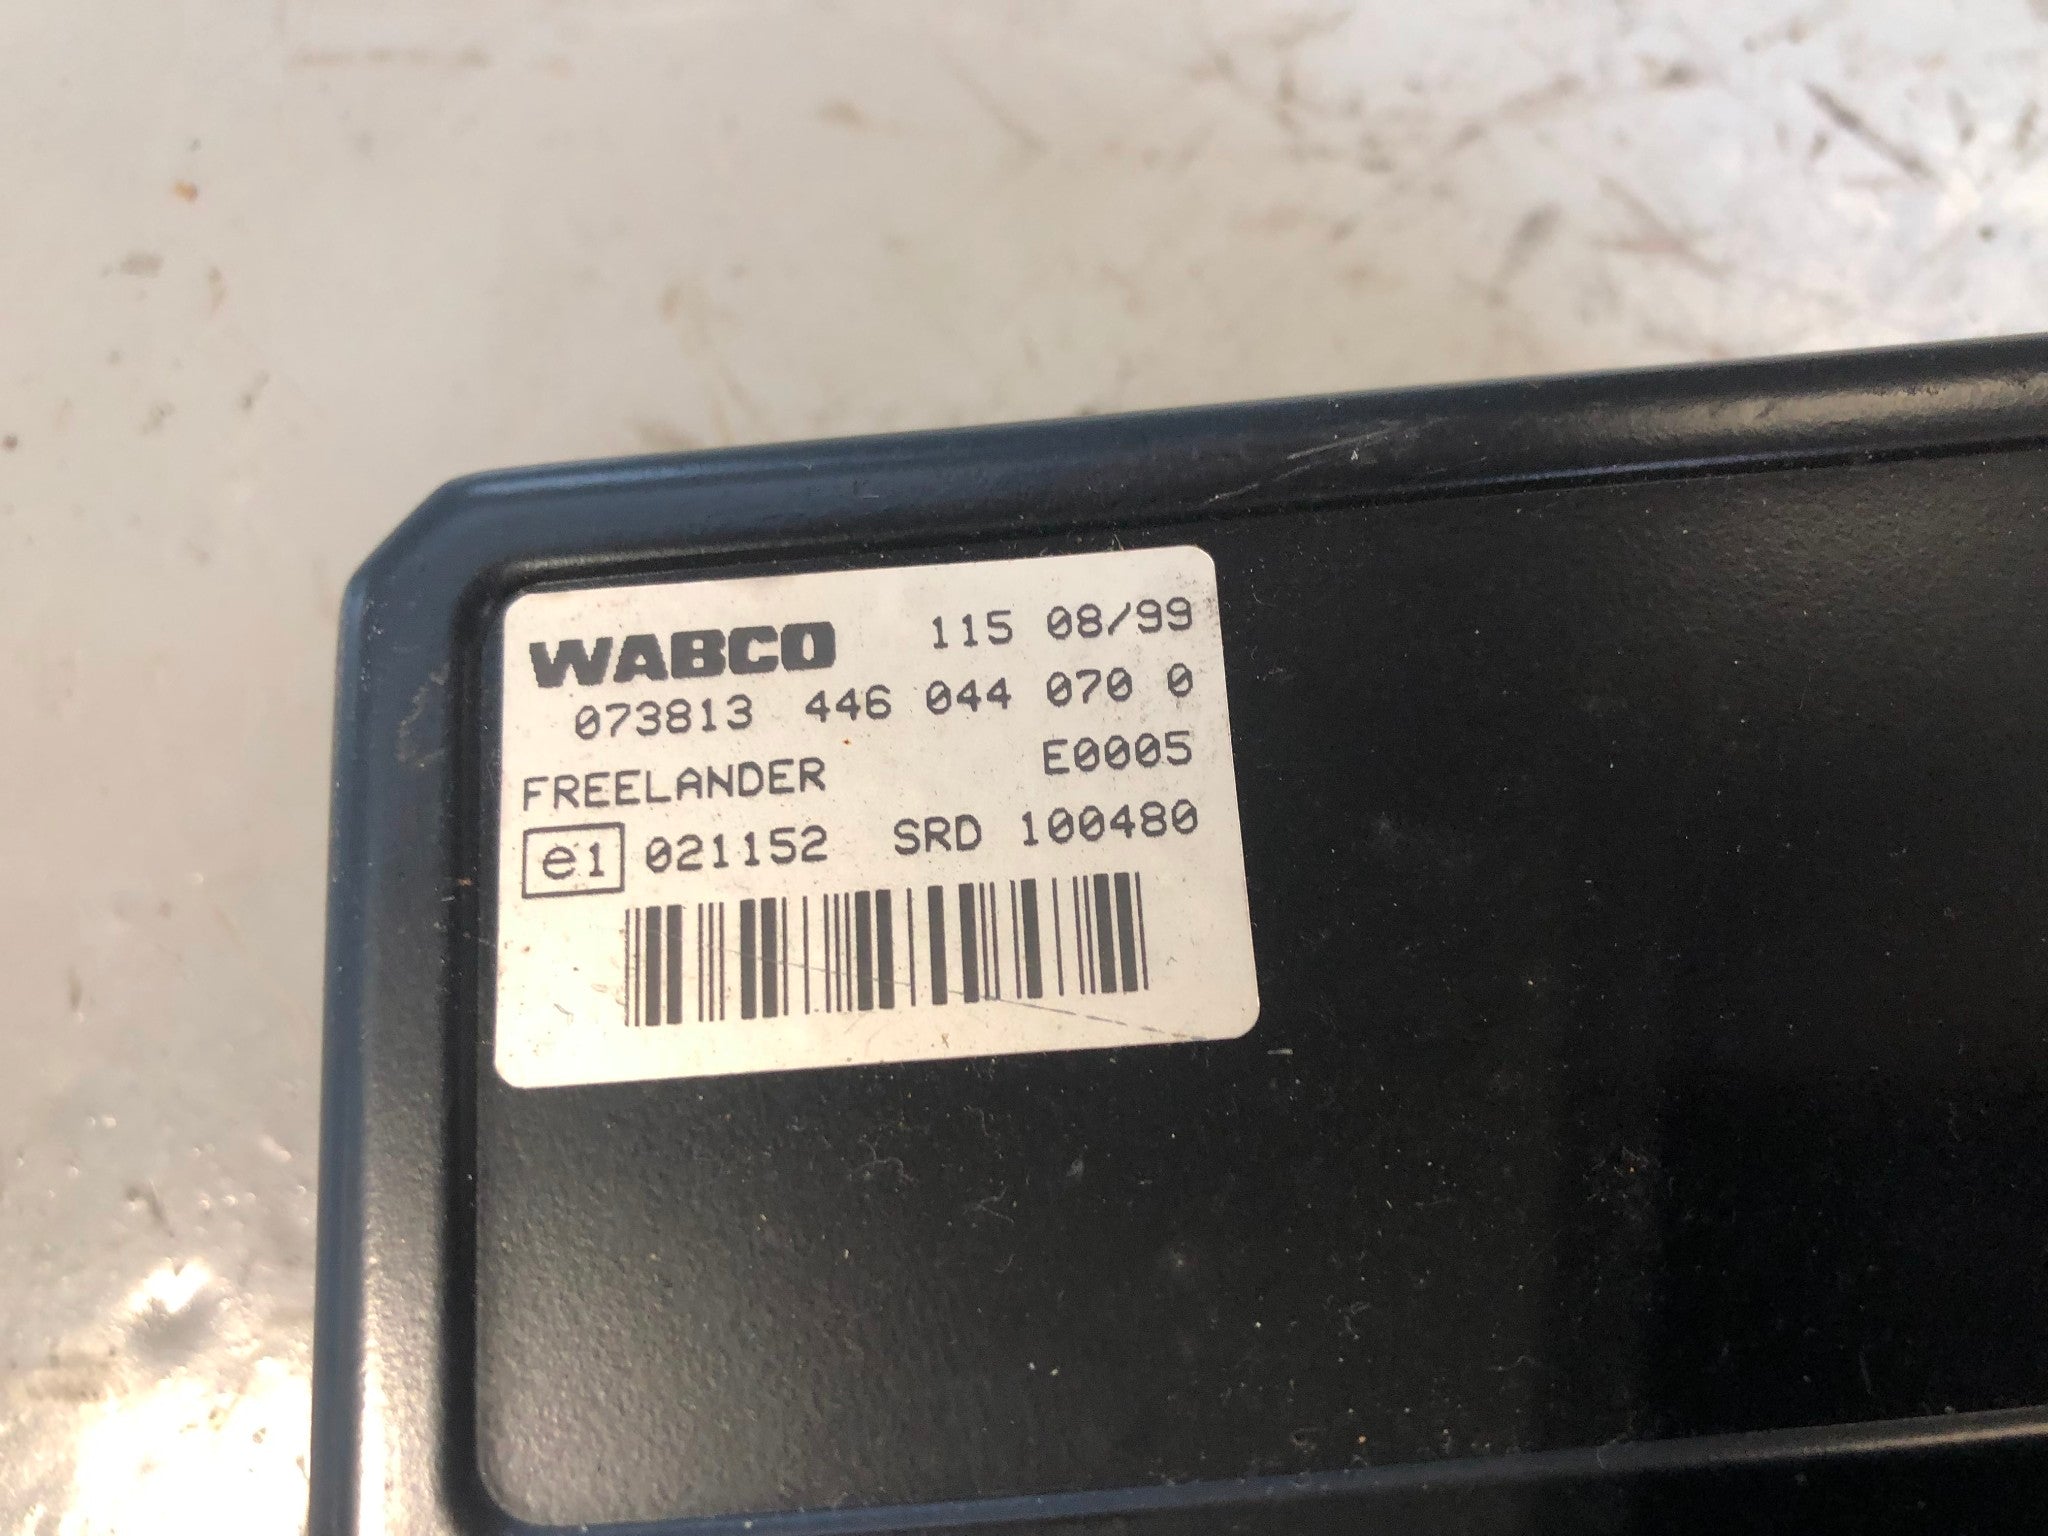 WABCO 115 08/99
073813 446 044 070 0
FREELANDER E0005
e1 021152 SRD 100480